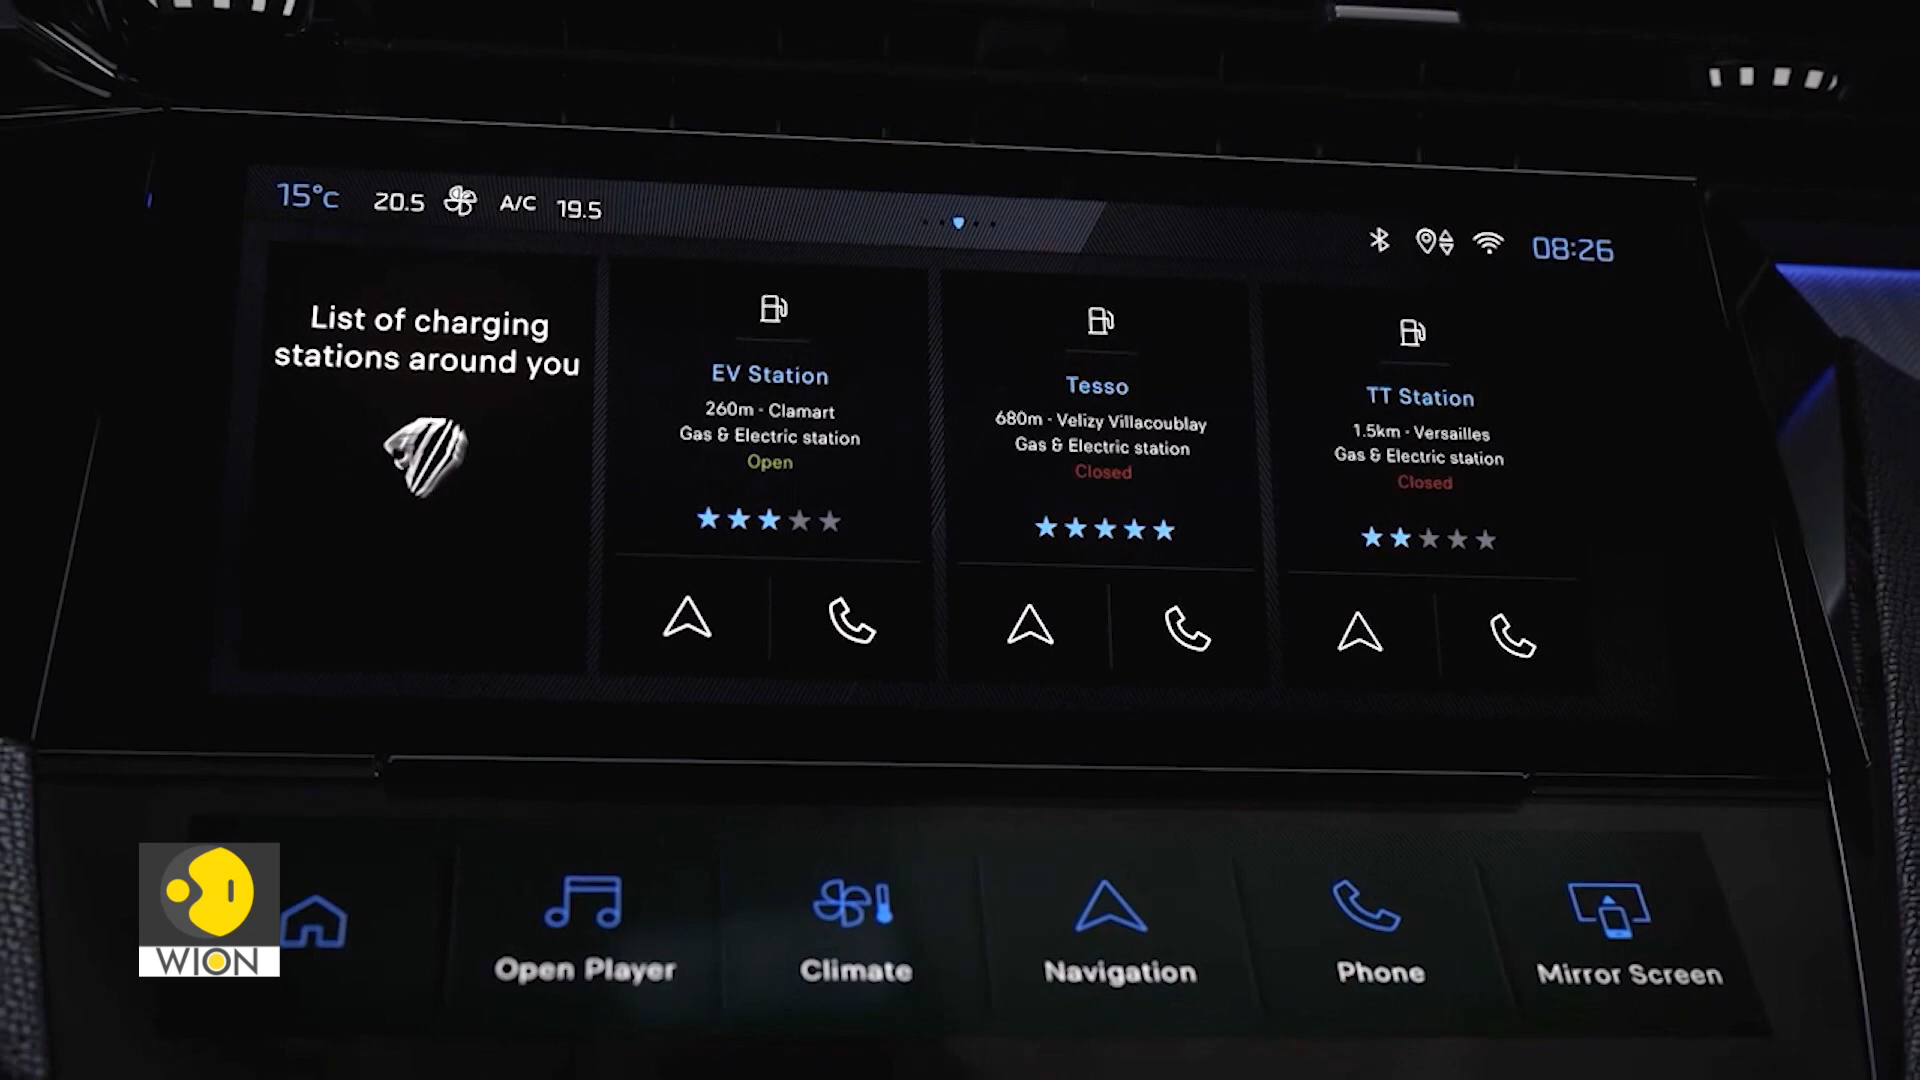 15°c 20.5 A/C 19.5
08:26
List of charging
stations around you
EV Station
260m · Clamart
Gas & Electric station
Open
Tesso
680m · Velizy Villacoublay
Gas & Electric station
Closed
TT Station
1.5km · Versailles
Gas & Electric station
Closed
Open Player
Climate
Navigation
Phone
Mirror Screen
WION